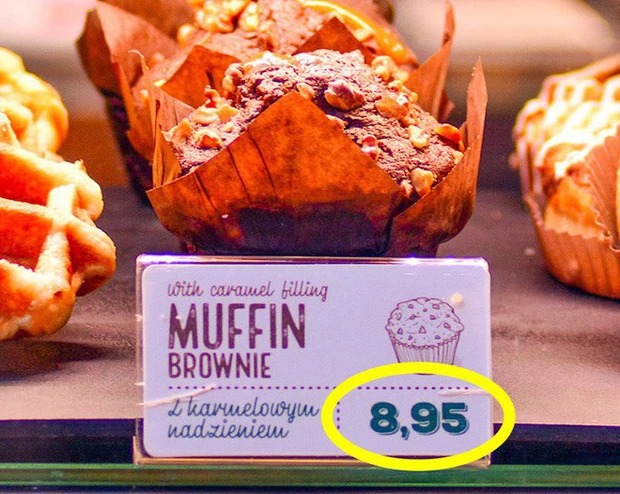 with caramel filling
MUFFIN
BROWNIE
z karmelowym
nadzieniem
8,95